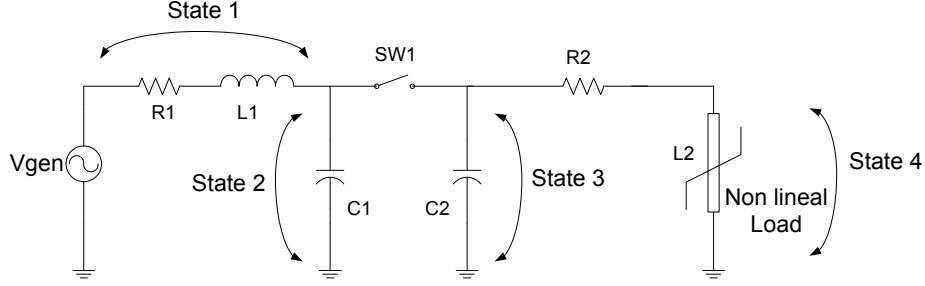 State 1
SW1
R2
R1
L1
Vgen
L2
State 4
State 2
State 3
C1
C2
Non lineal
Load